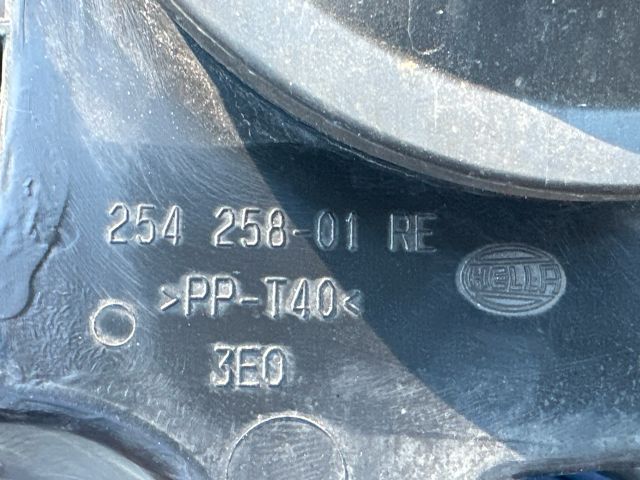 254 258-01 RE
HELLA
>PP-T40<
3E0